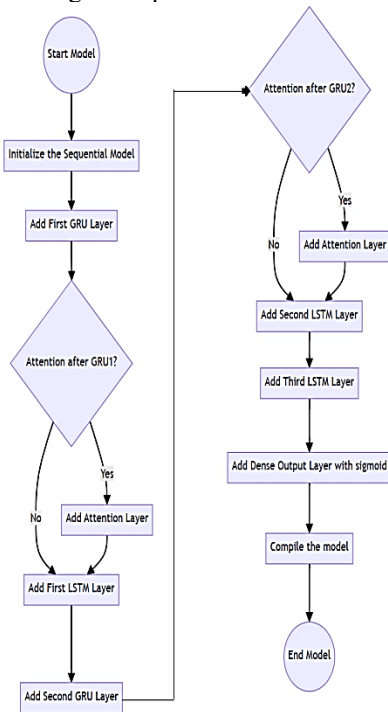 Start Model
Initialize the Sequential Model
Add First GRU Layer
Attention after GRU1?
Yes
No
Add Attention Layer
Add First LSTM Layer
Add Second GRU Layer
Attention after GRU2?
Yes
No
Add Attention Layer
Add Second LSTM Layer
Add Third LSTM Layer
Add Dense Output Layer with sigmoid
Compile the model
End Model